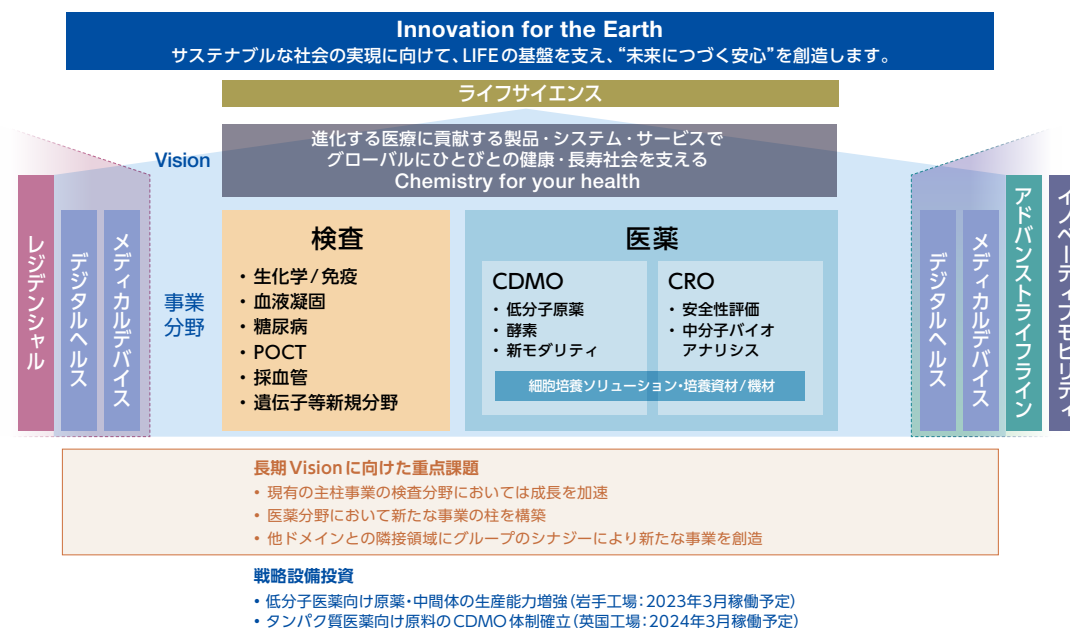 Innovation for the Earth
サステナブルな社会の実現に向けて、LIFEの基盤を支え、“未来につづく安心”を創造します。
ライフサイエンス
Vision
進化する医療に貢献する製品・システム・サービスで
グローバルにひとびとの健康・長寿社会を支える
Chemistry for your health
レジデンシャル
デジタルヘルス
メディカルデバイス
事業
分野
検査
・生化学/免疫
・血液凝固
・糖尿病
・POCT
・採血管
・遺伝子等新規分野
医薬
CDMO
・低分子原薬
・酵素
・新モダリティ
CRO
・安全性評価
・中分子バイオ
アナリシス
細胞培養ソリューション・培養資材/機材
デジタルヘルス
メディカルデバイス
アドバンストライフライン
イノベーティブモビリティ
長期Visionに向けた重点課題
• 現有の主柱事業の検査分野においては成長を加速
• 医薬分野において新たな事業の柱を構築
• 他ドメインとの隣接領域にグループのシナジーにより新たな事業を創造
戦略設備投資
• 低分子医薬向け原薬・中間体の生産能力増強(岩手工場:2023年3月稼働予定)
• タンパク質医薬向け原料のCDMO体制確立(英国工場:2024年3月稼働予定)